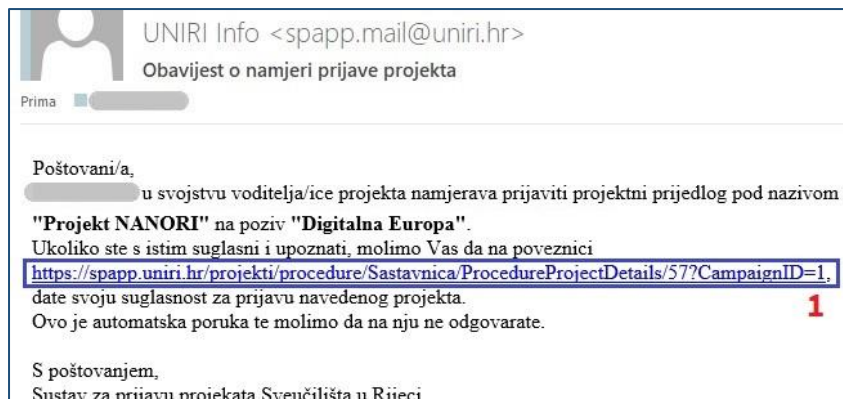 UNIRI Info <spapp.mail@uniri.hr>
Obavijest o namjeri prijave projekta
Prima
Poštovani/a,
u svojstvu voditelja/ice projekta namjerava prijaviti projektni prijedlog pod nazivom
"Projekt NANORI" na poziv "Digitalna Europa".
Ukoliko ste s istim suglasni i upoznati, molimo Vas da na poveznici
https://spapp.uniri.hr/projekti/procedure/Sastavnica/ProcedureProjectDetails/57?CampaignID=1,
date svoju suglasnost za prijavu navedenog projekta.
1
Ovo je automatska poruka te molimo da na nju ne odgovarate.
S poštovanjem,
Sustav za prijavu projekata Sveučilišta u Rijeci